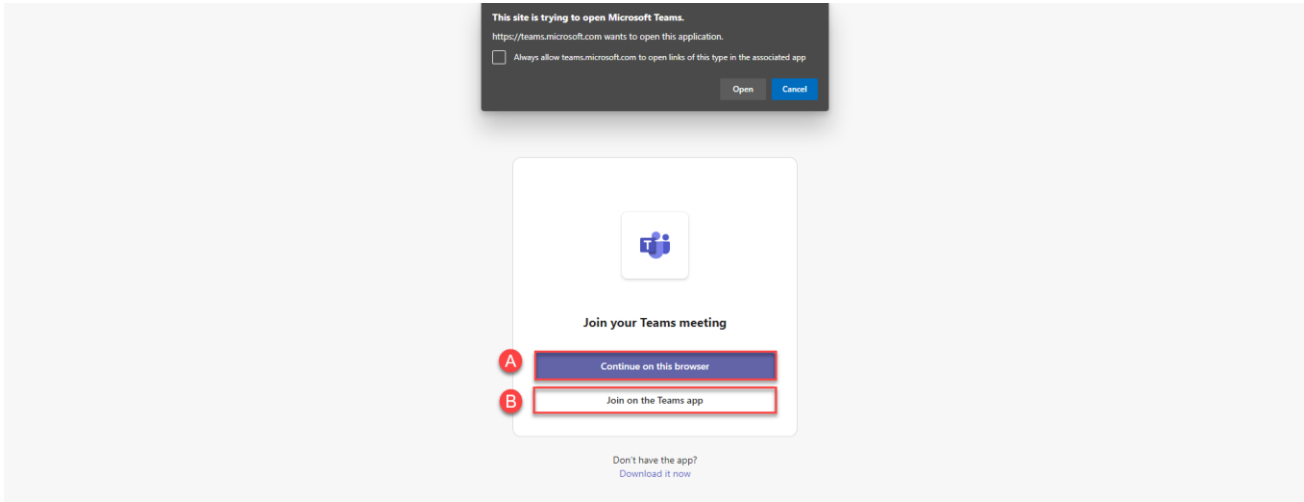 This site is trying to open Microsoft Teams.
https://teams.microsoft.com wants to open this application.
Always allow teams.microsoft.com to open links of this type in the associated app
Open Cancel
T
Join your Teams meeting
A Continue on this browser
B Join on the Teams app
Don't have the app?
Download it now